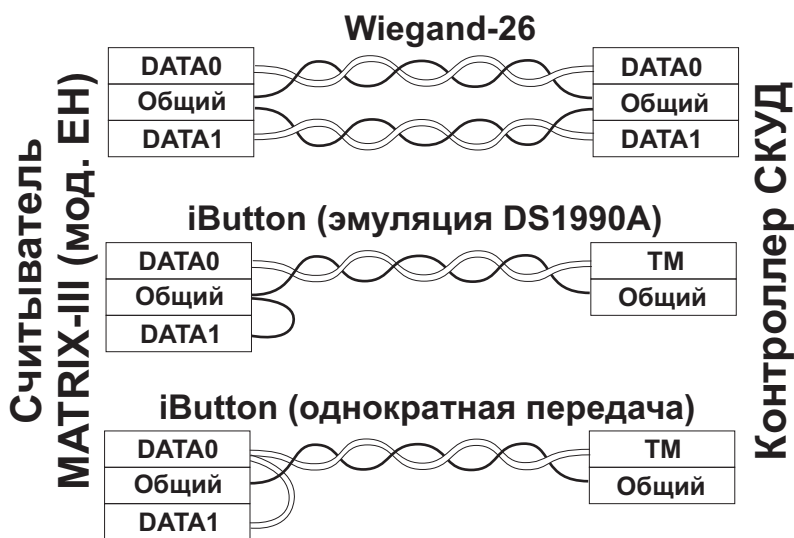 Wiegand-26
Считыватель
MATRIX-III (мод. EH)
DATA0
Общий
DATA1
DATA0
Общий
DATA1
Контроллер СКУД
iButton (эмуляция DS1990A)
DATA0
Общий
DATA1
TM
Общий
iButton (однократная передача)
DATA0
Общий
DATA1
TM
Общий